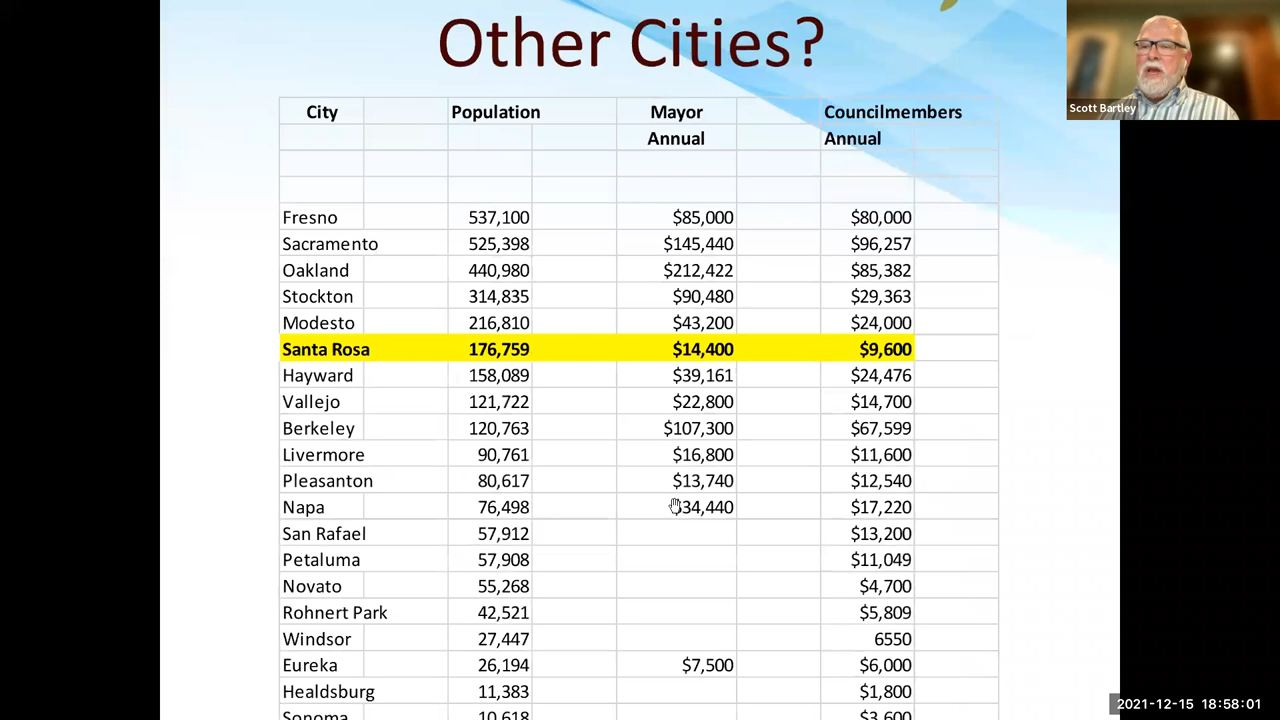 Other Cities?
Scott Bartley
City Population Mayor Councilmembers
Annual Annual
Fresno 537,100 $85,000 $80,000
Sacramento 525,398 $145,440 $96,257
Oakland 440,980 $212,422 $85,382
Stockton 314,835 $90,480 $29,363
Modesto 216,810 $43,200 $24,000
Santa Rosa 176,759 $14,400 $9,600
Hayward 158,089 $39,161 $24,476
Vallejo 121,722 $22,800 $14,700
Berkeley 120,763 $107,300 $67,599
Livermore 90,761 $16,800 $11,600
Pleasanton 80,617 $13,740 $12,540
Napa 76,498 $34,440 $17,220
San Rafael 57,912 $13,200
Petaluma 57,908 $11,049
Novato 55,268 $4,700
Rohnert Park 42,521 $5,809
Windsor 27,447 6550
Eureka 26,194 $7,500 $6,000
Healdsburg 11,383 $1,800
Sonoma 10,618 $3,600
2021-12-15 18:58:01